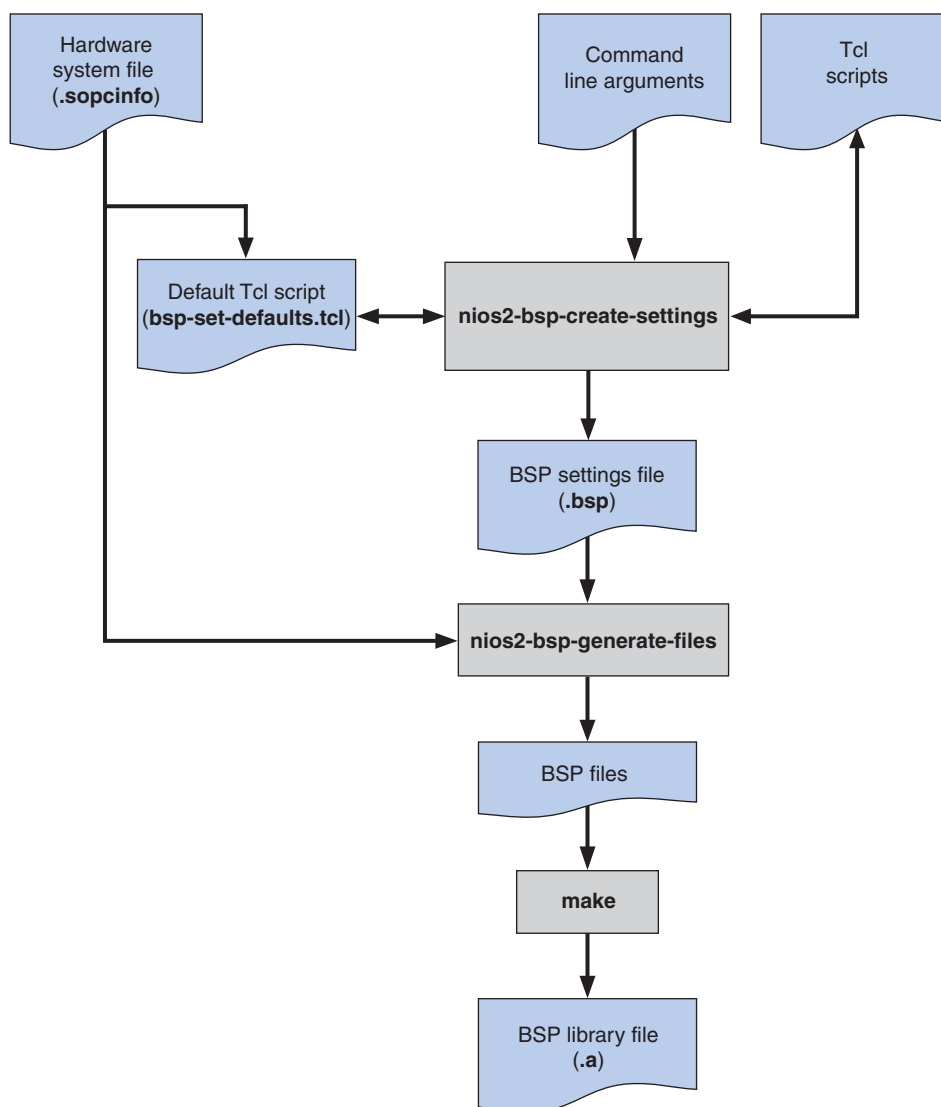 Hardware
system file
(.sopcinfo)
Command
line arguments
Tcl
scripts
Default Tcl script
(bsp-set-defaults.tcl)
nios2-bsp-create-settings
BSP settings file
(.bsp)
nios2-bsp-generate-files
BSP files
make
BSP library file
(.a)